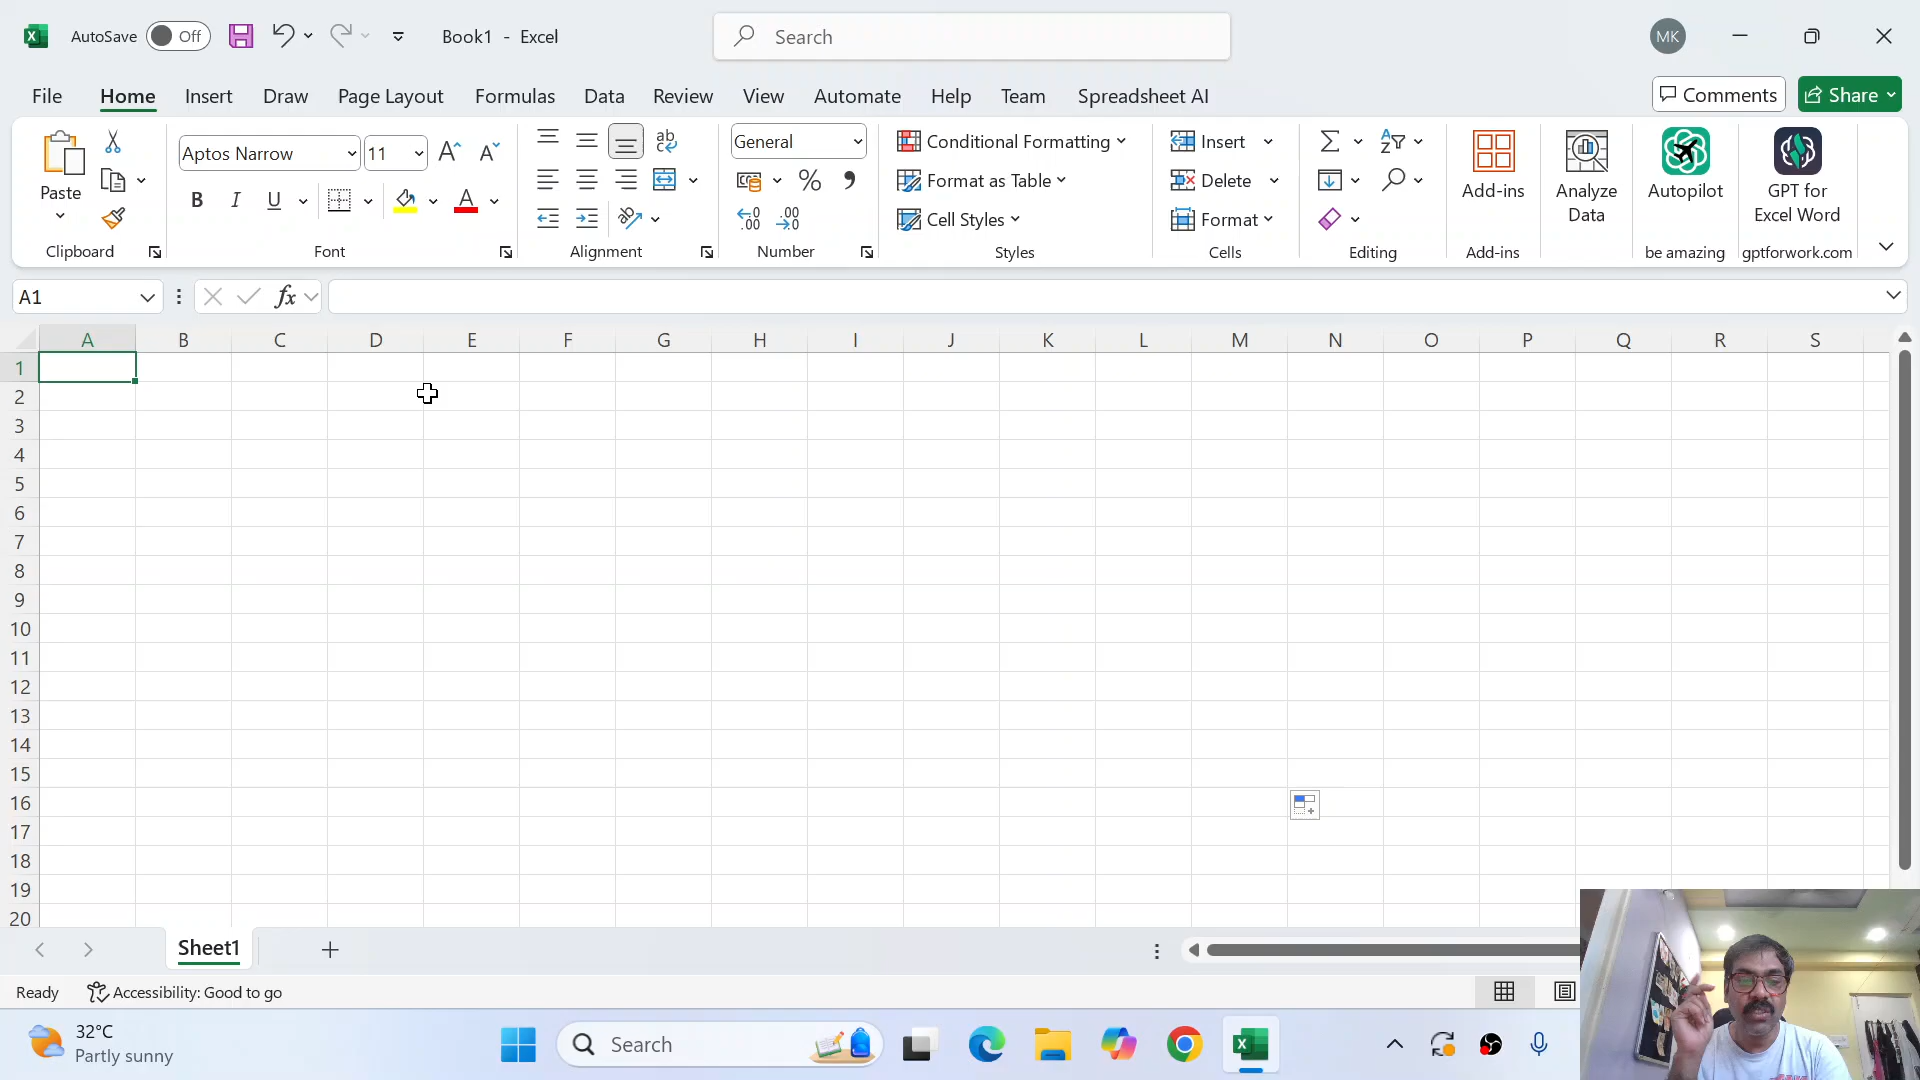 AutoSave Off Book1 - Excel Search MK
File Home Insert Draw Page Layout Formulas Data Review View Automate Help Team Spreadsheet AI Comments Share
Paste Aptos Narrow 11 General Conditional Formatting Insert
Format as Table Delete Add-ins Analyze Data Autopilot GPT for Excel Word
Cell Styles Format
Clipboard Font Alignment Number Styles Cells Editing Add-ins be amazing gptforwork.com
A1 fx
A B C D E F G H I J K L M N O P Q R S
1
2
3
4
5
6
7
8
9
10
11
12
13
14
15
16
17
18
19
20
Sheet1
Ready Accessibility: Good to go
32°C
Partly sunny
Search